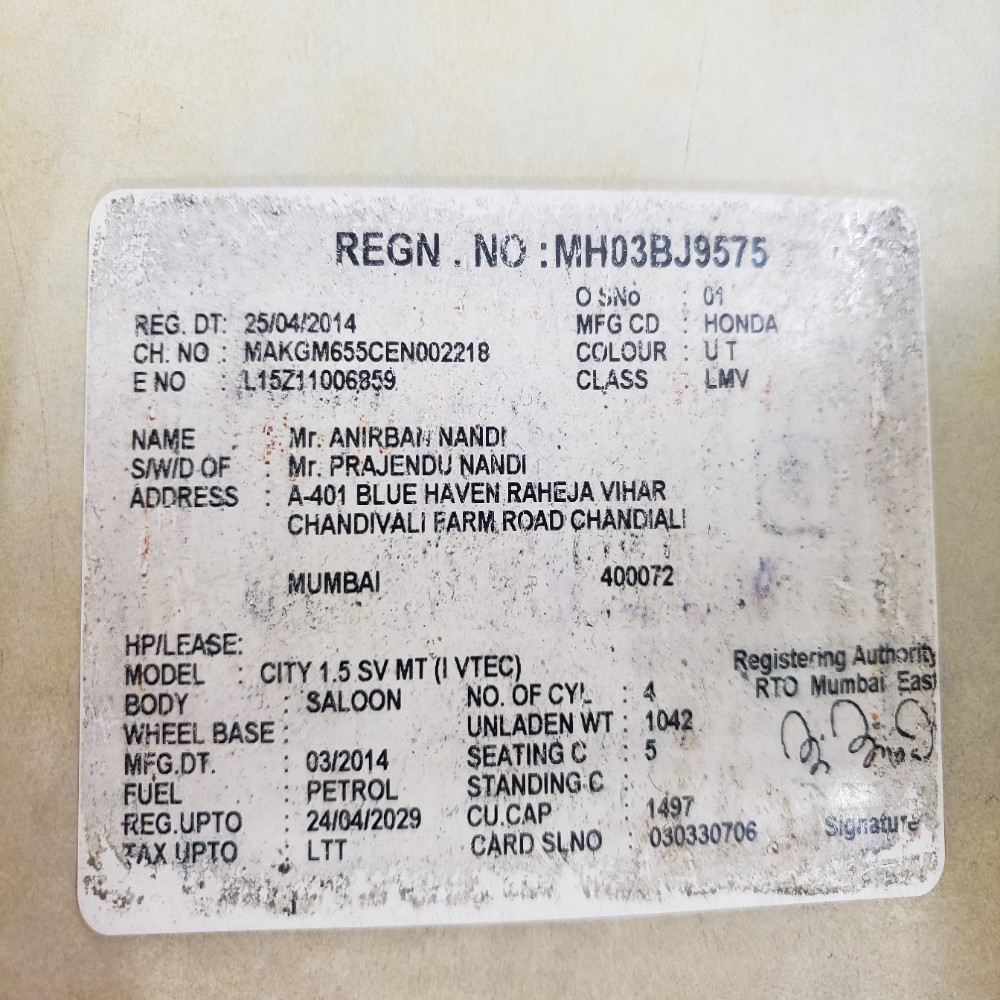 REGN . NO : MH03BJ9575
O SNo : 01
REG. DT: 25/04/2014 MFG CD : HONDA
CH. NO : MAKGM655CEN002218 COLOUR : U T
E NO : L15Z11006859 CLASS : LMV
NAME : Mr. ANIRBAN NANDI
S/W/D OF : Mr. PRAJENDU NANDI
ADDRESS : A-401 BLUE HAVEN RAHEJA VIHAR
CHANDIVALI FARM ROAD CHANDIALI
MUMBAI 400072
HP/LEASE:
MODEL : CITY 1.5 SV MT (I VTEC)
BODY : SALOON NO. OF CYL : 4
WHEEL BASE : UNLADEN WT : 1042
MFG.DT. : 03/2014 SEATING C : 5
FUEL : PETROL STANDING C :
REG.UPTO : 24/04/2029 CU.CAP : 1497
TAX UPTO : LTT CARD SLNO : 030330706
Registering Authority
RTO Mumbai East
Signature